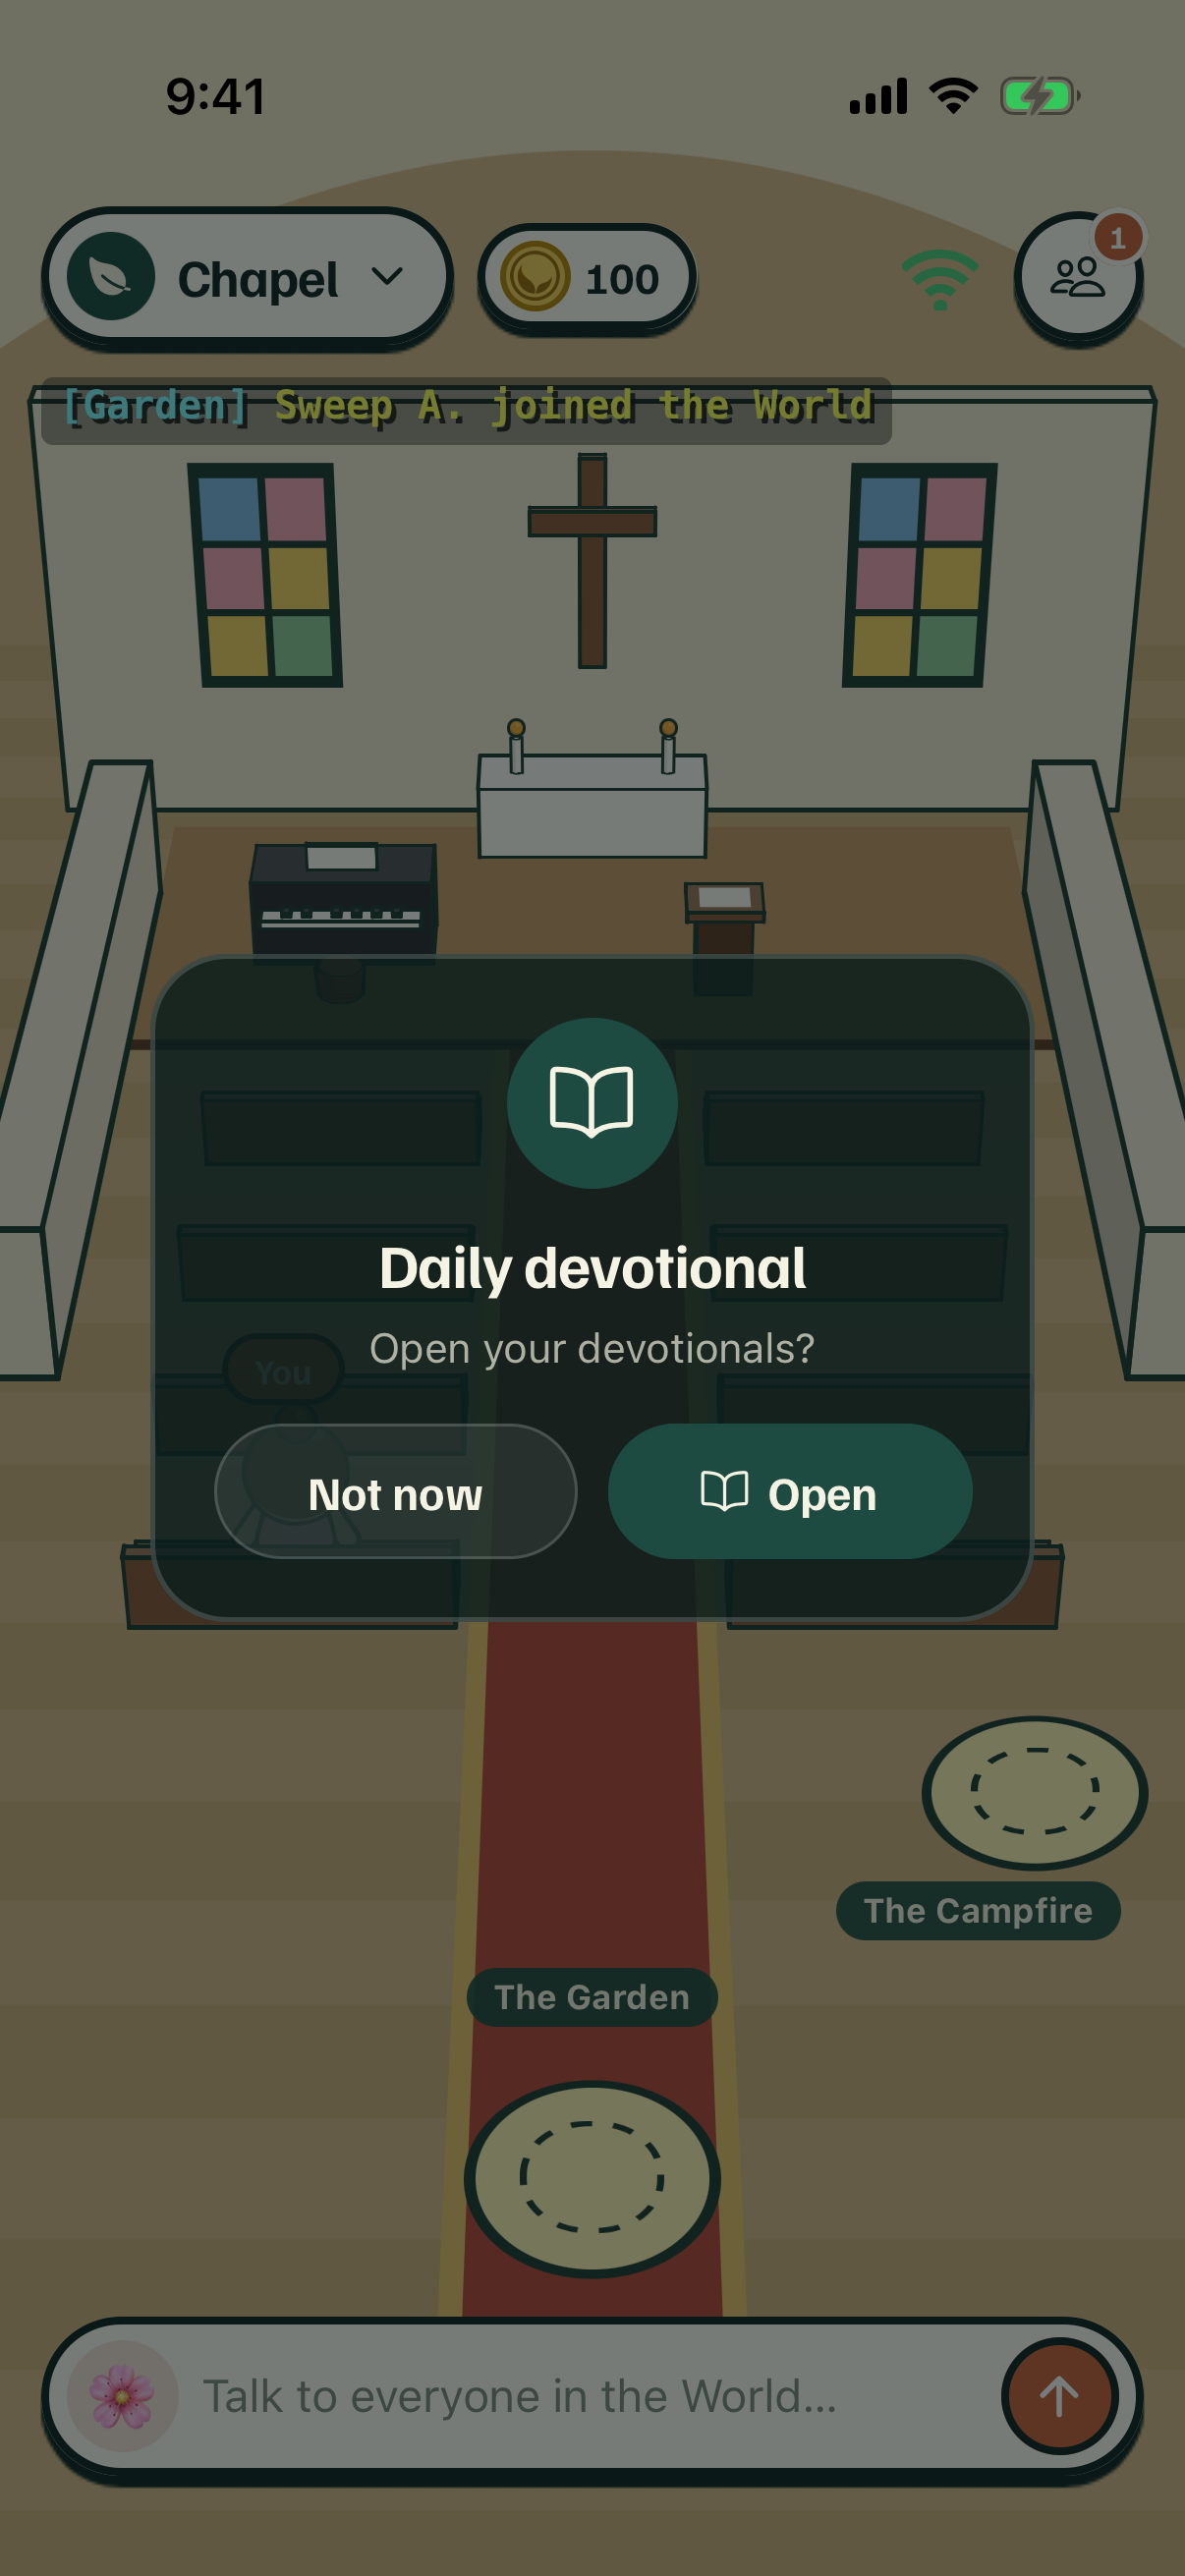 9:41
Chapel
100
1
[Garden] Sweep A. joined the World
Daily devotional
Open your devotionals?
You
Not now
Open
The Campfire
The Garden
Talk to everyone in the World...